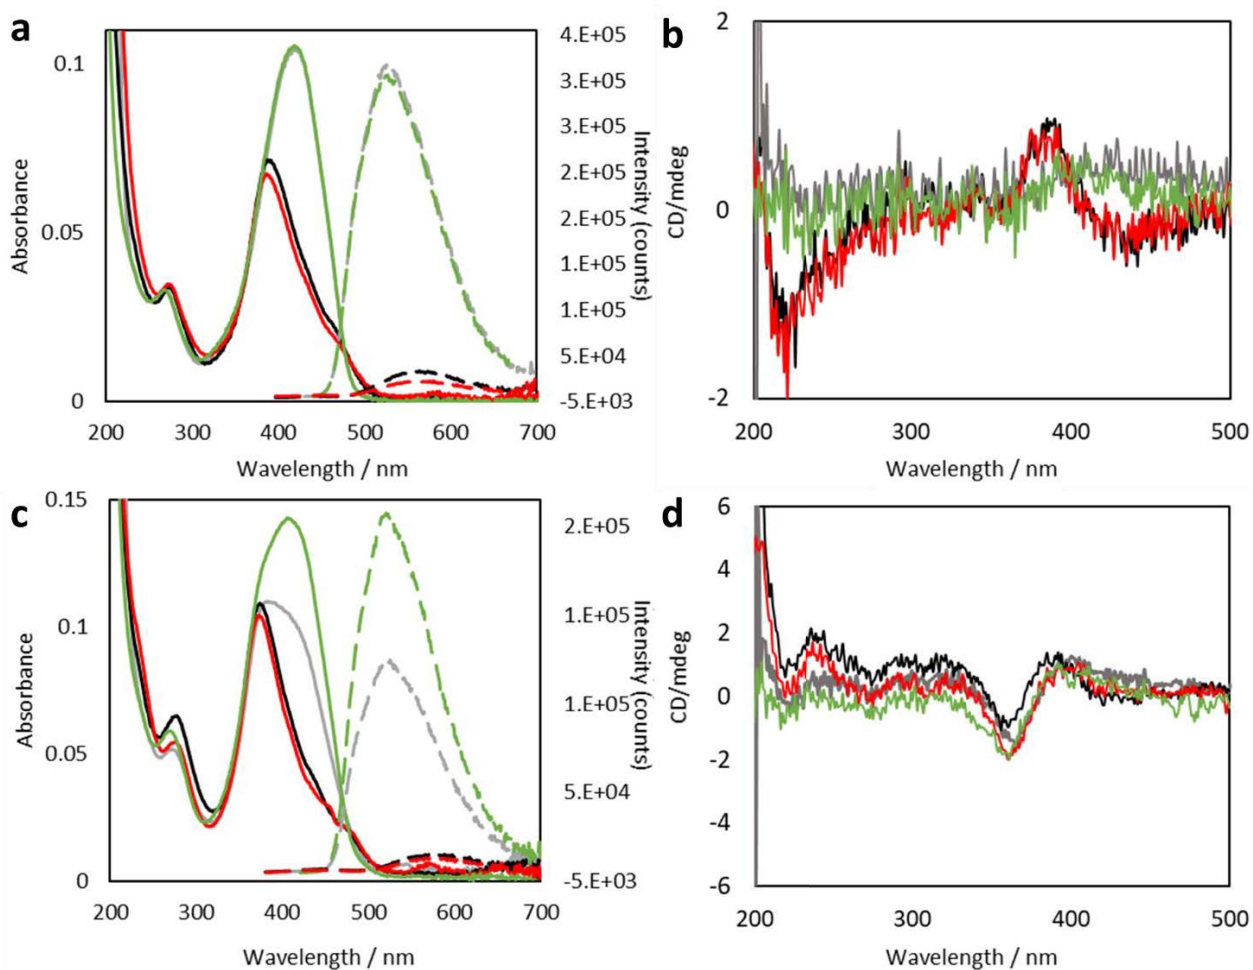 a
0.1
0.05
0
Absorbance
200 300 400 500 600 700
Wavelength / nm
4.E+05
3.E+05
3.E+05
2.E+05
2.E+05
1.E+05
1.E+05
5.E+04
-5.E+03
Intensity (counts)
b
2
0
-2
CD/mdeg
200 300 400 500
Wavelength / nm
c
0.15
0.1
0.05
0
Absorbance
200 300 400 500 600 700
Wavelength / nm
2.E+05
1.E+05
1.E+05
5.E+04
-5.E+03
Intensity (counts)
d
6
4
2
0
-2
-4
-6
CD/mdeg
200 300 400 500
Wavelength / nm